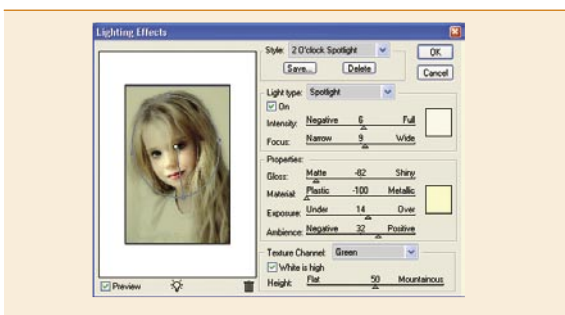 Lighting Effects
Style: 2 O'clock Spotlight
OK
Save... Delete
Cancel
Light type: Spotlight
On
Intensity: Negative 6 Full
Focus: Narrow 9 Wide
Properties:
Gloss: Matte -82 Shiny
Material: Plastic -100 Metallic
Exposure: Under 14 Over
Ambience: Negative 32 Positive
Texture Channel: Green
White is high
Height: Flat 50 Mountainous
Preview